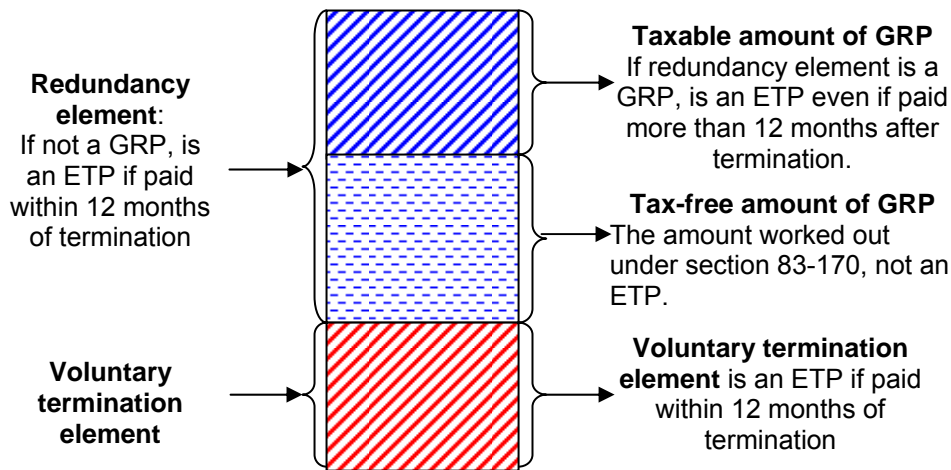 Redundancy
element:
If not a GRP, is
an ETP if paid
within 12 months
of termination
Voluntary
termination
element
Taxable amount of GRP
If redundancy element is a
GRP, is an ETP even if paid
more than 12 months after
termination.
Tax-free amount of GRP
The amount worked out
under section 83-170, not an
ETP.
Voluntary termination
element is an ETP if paid
within 12 months of
termination